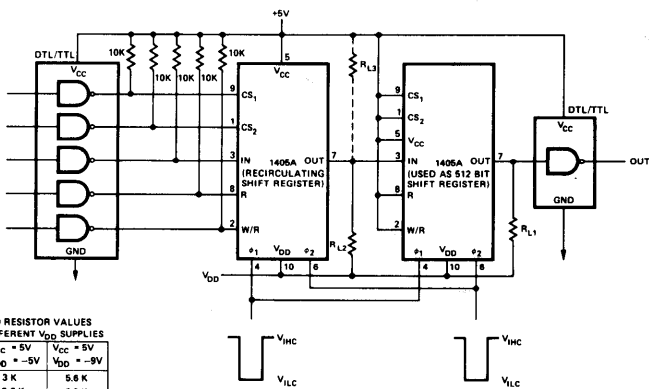 +5V
DTL/TTL
VCC
GND
10K
10K
10K
10K
10K
5
VCC
9 CS1
1 CS2
3 IN
8 R
2 W/R
1405A OUT 7
(RECIRCULATING
SHIFT REGISTER)
ϕ1 VDD ϕ2
4 10 6
RL3
RL2
VDD
9 CS1
1 CS2
5 VCC
3 IN
8 R
2 W/R
1405A OUT 7
(USED AS 512 BIT
SHIFT REGISTER)
ϕ1 VDD ϕ2
4 10 6
RL1
DTL/TTL
VCC
GND
OUT
VIHC
VILC
VIHC
VILC
RESISTOR VALUES
VDD SUPPLIES
= 5V VCC = 5V
= −5V VDD = −9V
3 K 5.6 K